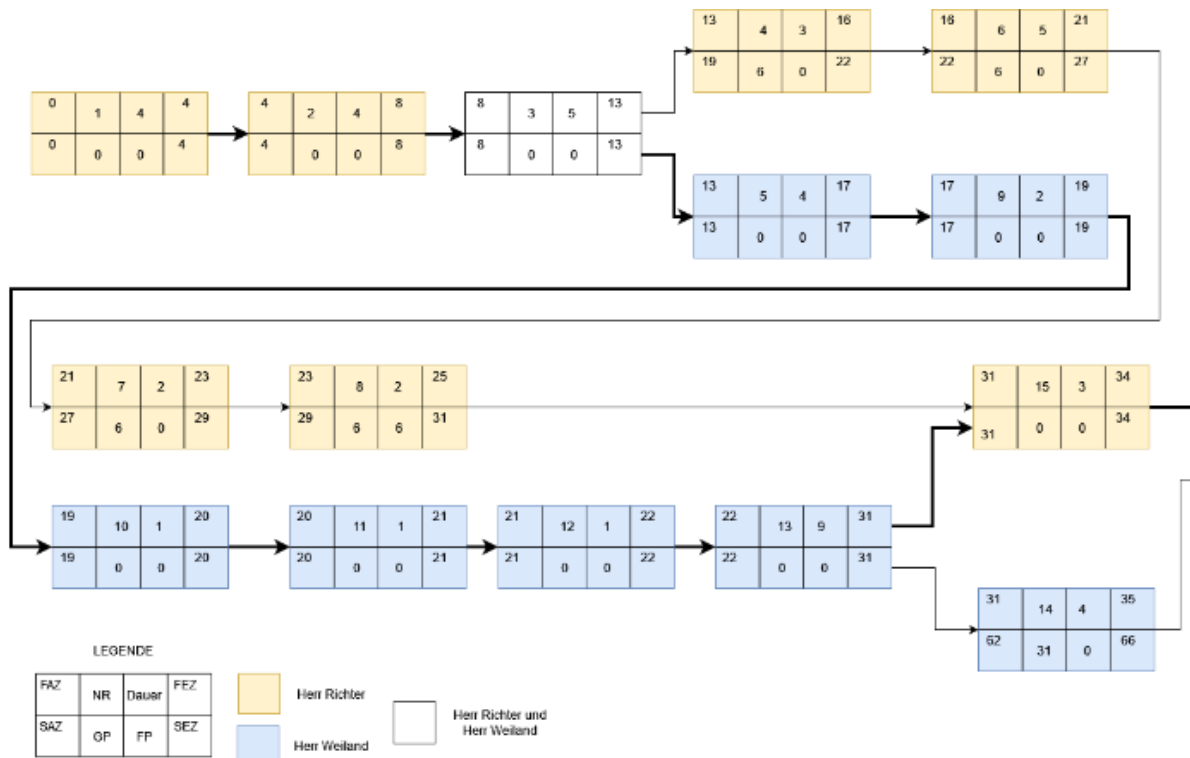 13 4 3 16
19 6 0 22
16 6 5 21
22 6 0 27
0 1 4 4
0 0 0 4
4 2 4 8
4 0 0 8
8 3 5 13
8 0 0 13
13 5 4 17
13 0 0 17
17 9 2 19
17 0 0 19
21 7 2 23
27 6 0 29
23 8 2 25
29 6 6 31
31 15 3 34
31 0 0 34
19 10 1 20
19 0 0 20
20 11 1 21
20 0 0 21
21 12 1 22
21 0 0 22
22 13 9 31
22 0 0 31
31 14 4 35
62 31 0 66
LEGENDE
FAZ NR Dauer FEZ
SAZ GP FP SEZ
Herr Richter
Herr Weiland
Herr Richter und
Herr Weiland